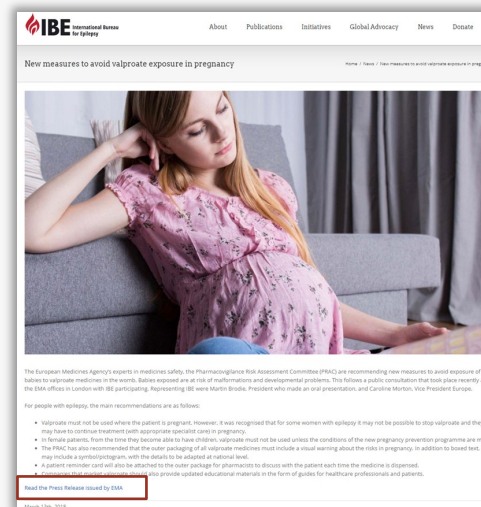 IBE International Bureau
for Epilepsy
About Publications Initiatives Global Advocacy News Donate
New measures to avoid valproate exposure in pregnancy
Home / News / New measures to avoid valproate exposure in preg
The European Medicines Agency's experts in medicines safety, the Pharmacovigilance Risk Assessment Committee (PRAC) are recommending new measures to avoid exposure of
babies to valproate medicines in the womb. Babies exposed are at risk of malformations and developmental problems. This follows a public consultation that took place recently
the EMA offices in London with IBE participating. Representing IBE were Martin Brodie, President who made an oral presentation, and Caroline Morton, Vice President Europe.
For people with epilepsy, the main recommendations are as follows:
Valproate must not be used where the patient is pregnant. However, it was recognised that for some women with epilepsy it may not be possible to stop valproate and they
may have to continue treatment (with appropriate specialist care) in pregnancy.
In female patients, from the time they become able to have children, valproate must not be used unless the conditions of the new pregnancy prevention programme are m
The PRAC has also recommended that the outer packaging of all valproate medicines must include a visual warning about the risks in pregnancy. In addition to boxed text,
may include a symbol/pictogram, with the details to be adapted at national level.
A patient reminder card will also be attached to the outer package for pharmacists to discuss with the patient each time the medicine is dispensed.
Companies that market valproate should also provide updated educational materials in the form of guides for healthcare professionals and patients.
Read the Press Release issued by EMA
March 12th, 2018